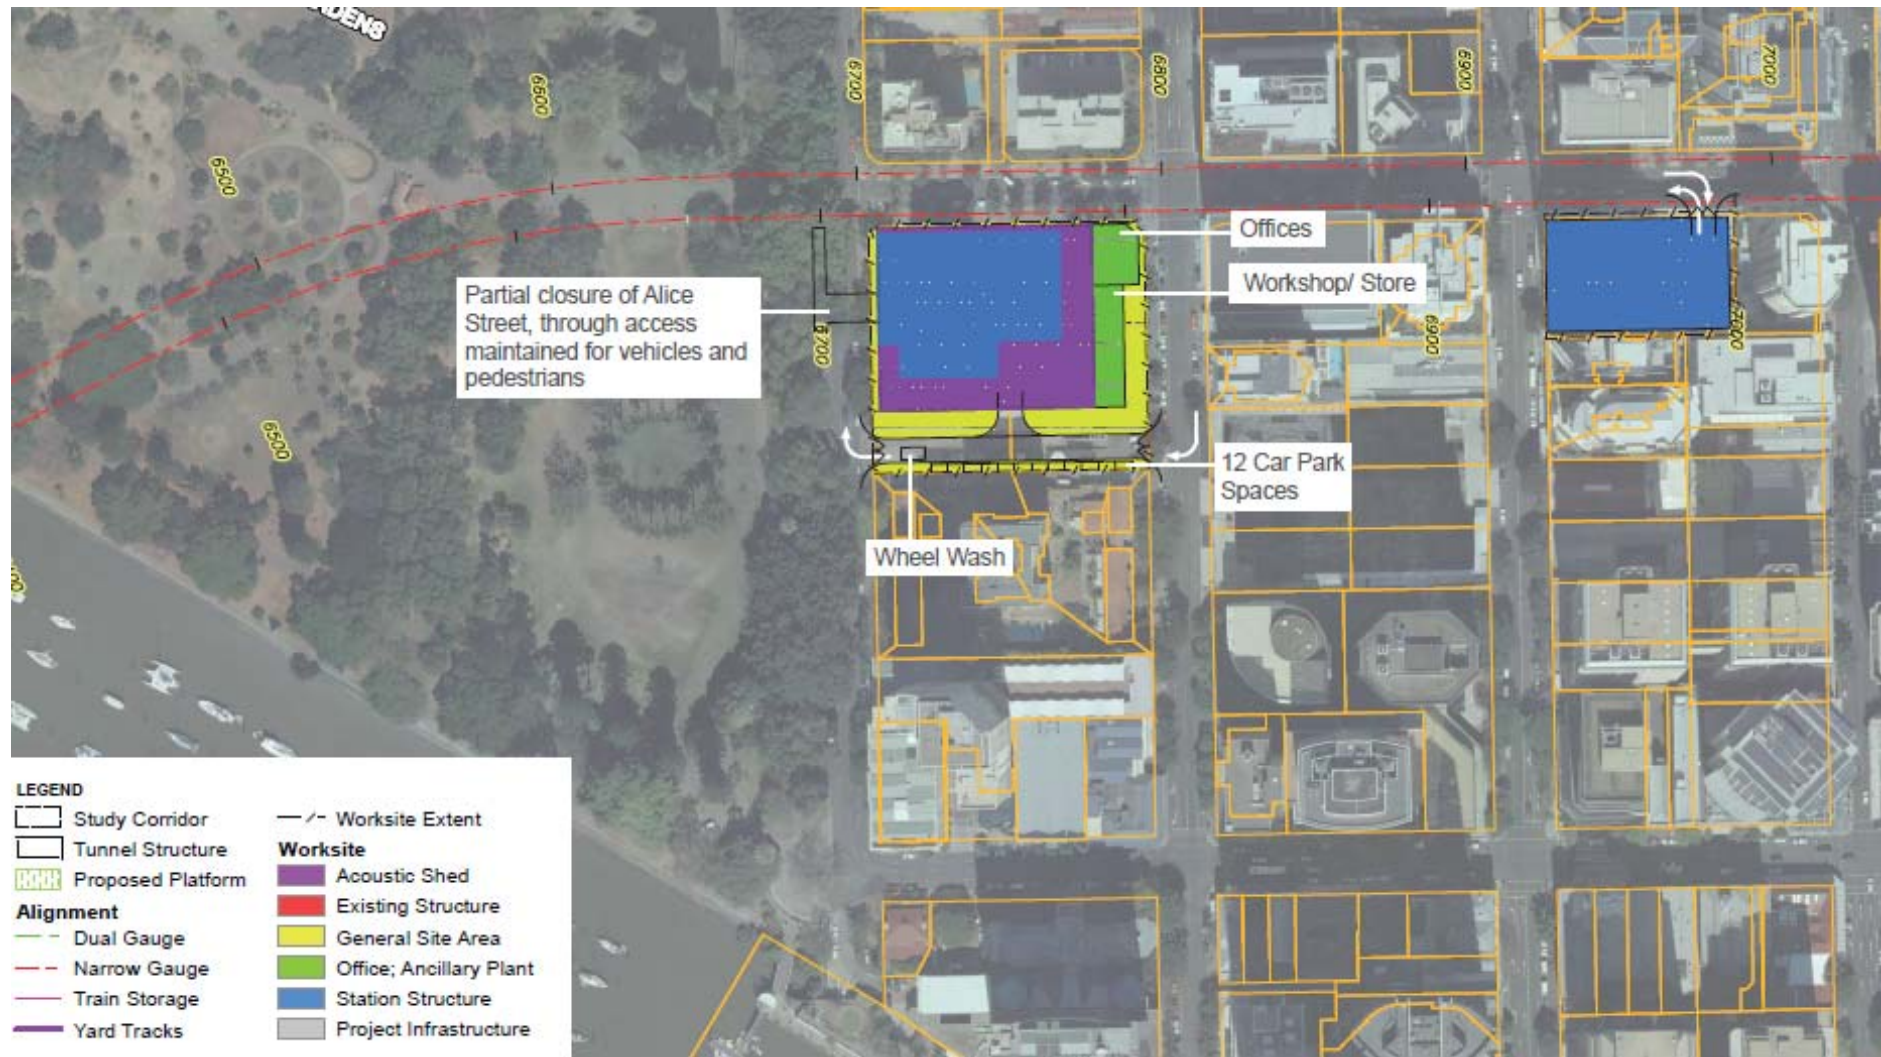 RDENS
6700
6800
6900
7000
6600
6500
Offices
Workshop/ Store
Partial closure of Alice
Street, through access
maintained for vehicles and
pedestrians
6700
6900
7000
6500
12 Car Park
Spaces
Wheel Wash
LEGEND
Study Corridor
Tunnel Structure
Proposed Platform
Alignment
Dual Gauge
Narrow Gauge
Train Storage
Yard Tracks
Worksite Extent
Worksite
Acoustic Shed
Existing Structure
General Site Area
Office; Ancillary Plant
Station Structure
Project Infrastructure